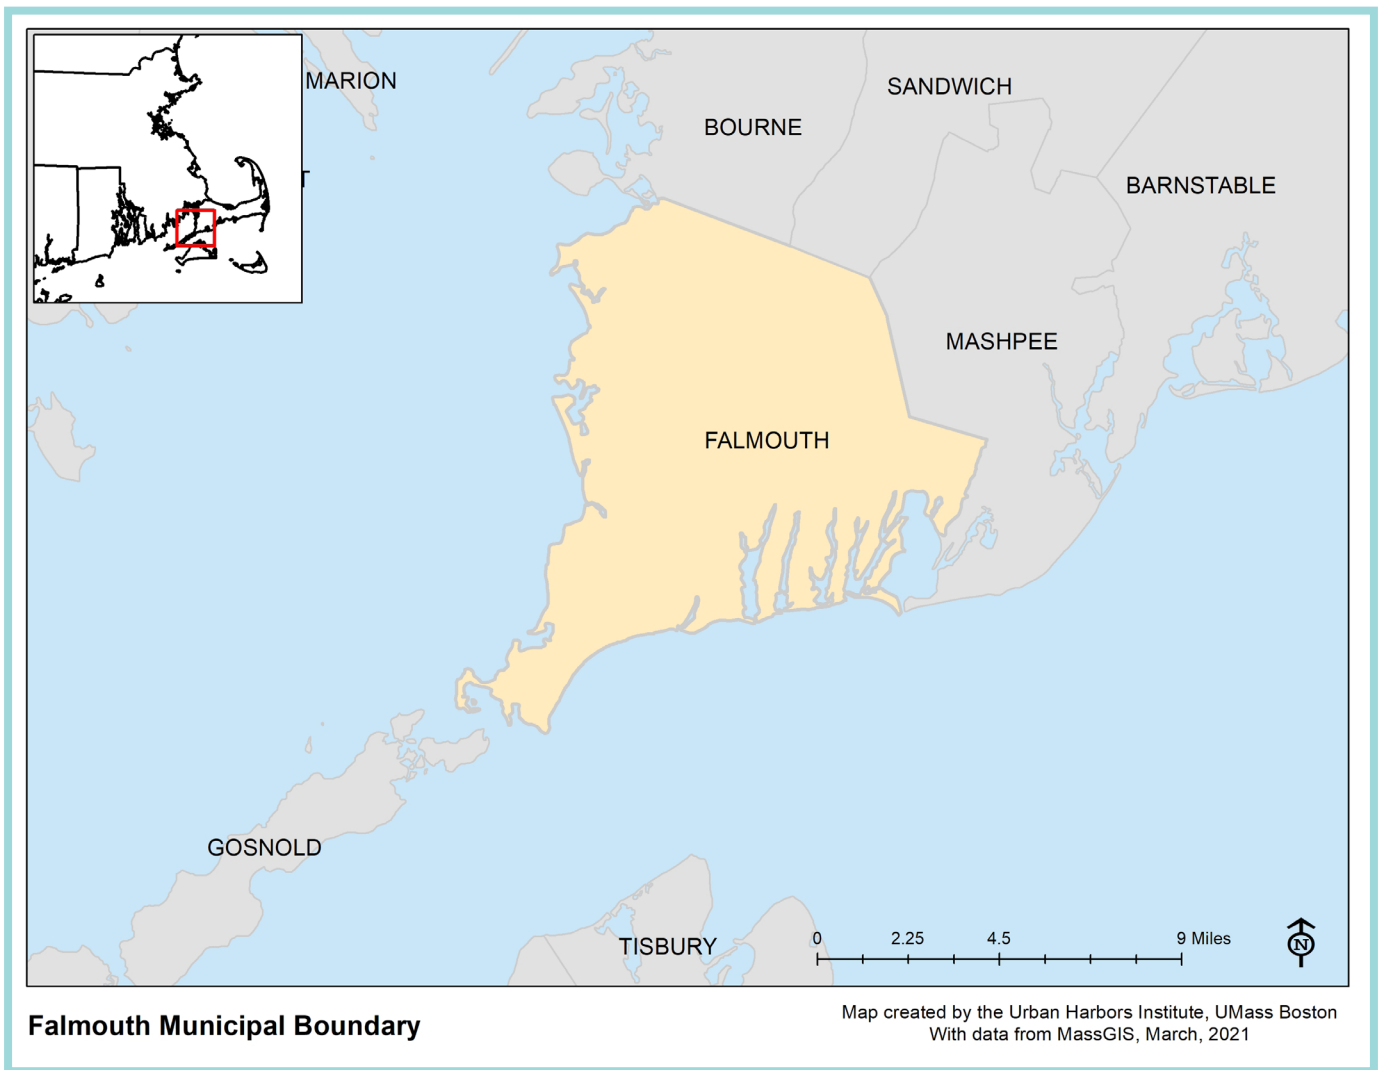 MARION
SANDWICH
BOURNE
T
BARNSTABLE
MASHPEE
FALMOUTH
GOSNOLD
TISBURY
0 2.25 4.5 9 Miles
N
Falmouth Municipal Boundary
Map created by the Urban Harbors Institute, UMass Boston
With data from MassGIS, March, 2021